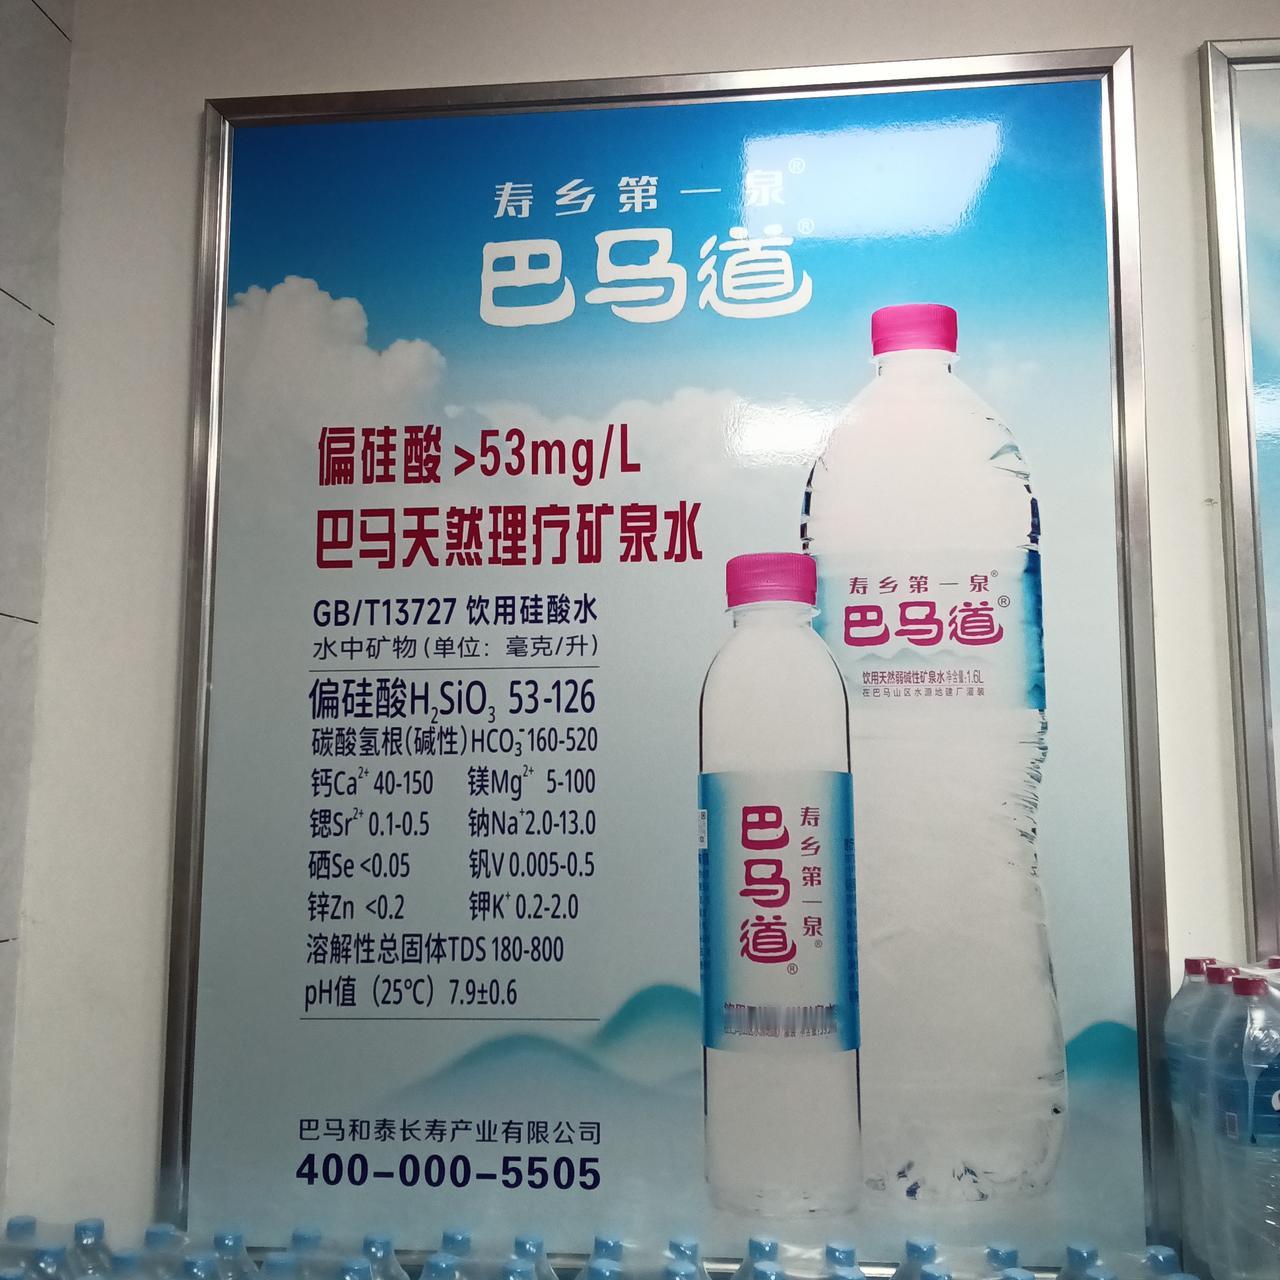 寿乡第一泉®
巴马道®
偏硅酸>53mg/L
巴马天然理疗矿泉水
GB/T13727 饮用硅酸水
水中矿物(单位：毫克/升)
偏硅酸H₂SiO₃ 53-126
碳酸氢根(碱性)HCO₃⁻160-520
钙Ca²⁺ 40-150 镁Mg²⁺ 5-100
锶Sr²⁺ 0.1-0.5 钠Na⁺2.0-13.0
硒Se <0.05 钒V 0.005-0.5
锌Zn <0.2 钾K⁺ 0.2-2.0
溶解性总固体TDS 180-800
pH值（25℃）7.9±0.6
巴马和泰长寿产业有限公司
400-000-5505
寿乡第一泉®
巴马道®
饮用天然弱碱性矿泉水 净含量:1.6L
在巴马山区水源地建厂灌装
寿乡第一泉®
巴马道®